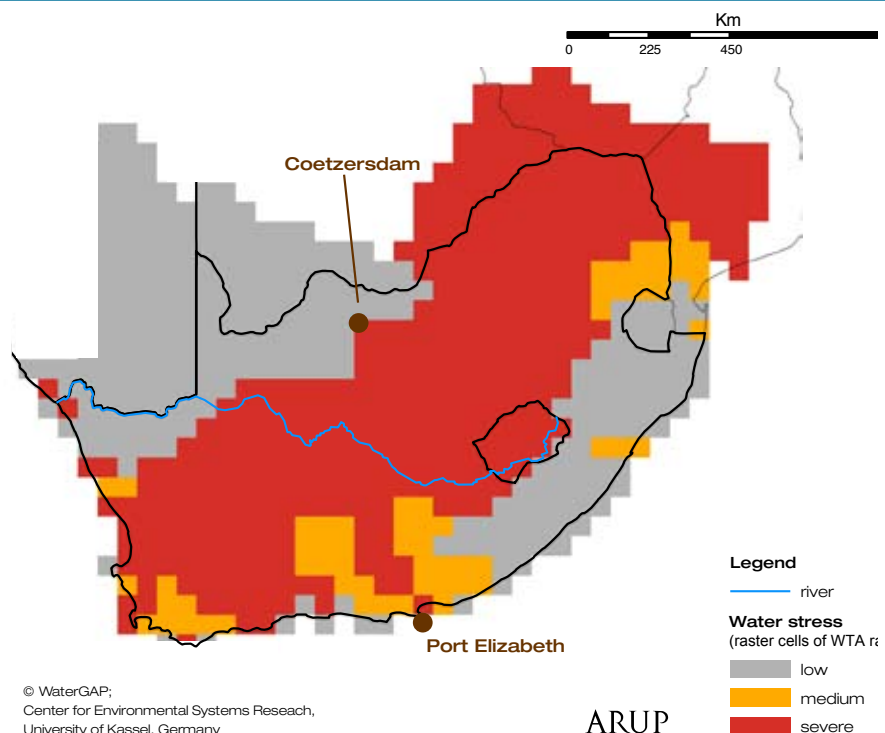 Km
0 225 450
Coetzersdam
Port Elizabeth
Legend
river
Water stress
(raster cells of WTA ra
low
medium
severe
© WaterGAP;
Center for Environmental Systems Reseach,
University of Kassel, Germany
ARUP